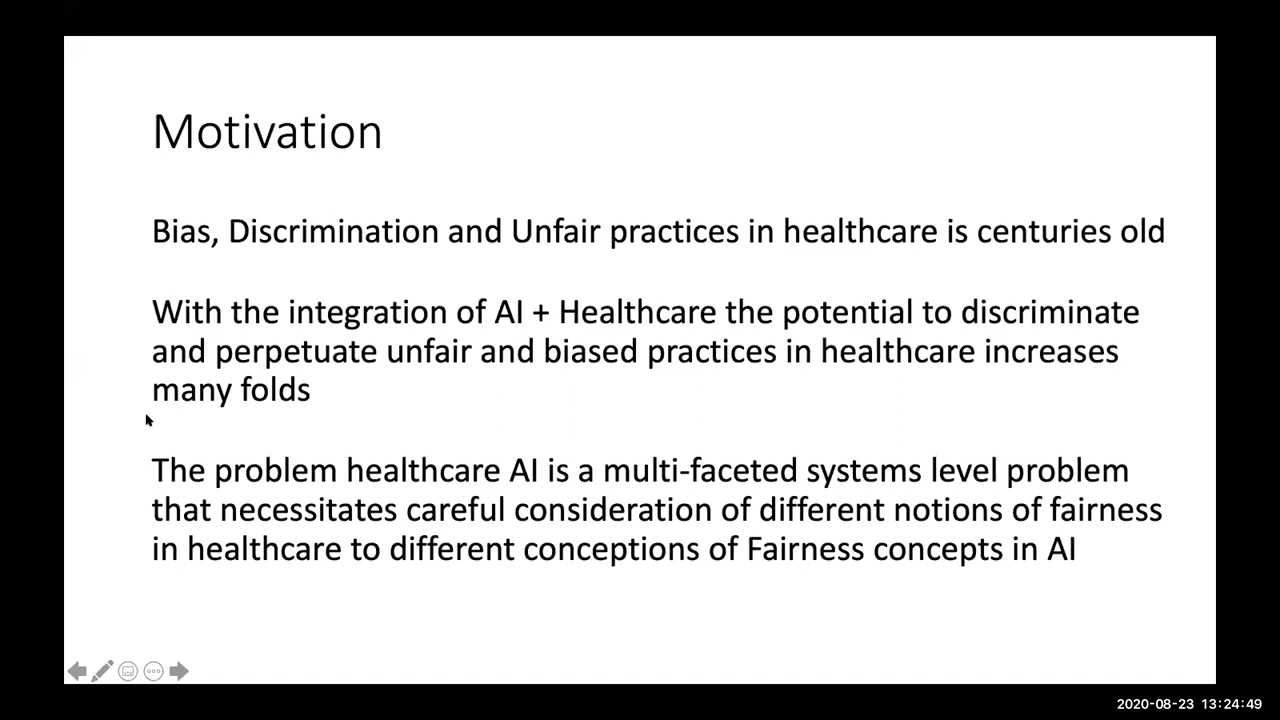 Motivation
Bias, Discrimination and Unfair practices in healthcare is centuries old
With the integration of AI + Healthcare the potential to discriminate
and perpetuate unfair and biased practices in healthcare increases
many folds
The problem healthcare AI is a multi-faceted systems level problem
that necessitates careful consideration of different notions of fairness
in healthcare to different conceptions of Fairness concepts in AI
2020-08-23 13:24:49